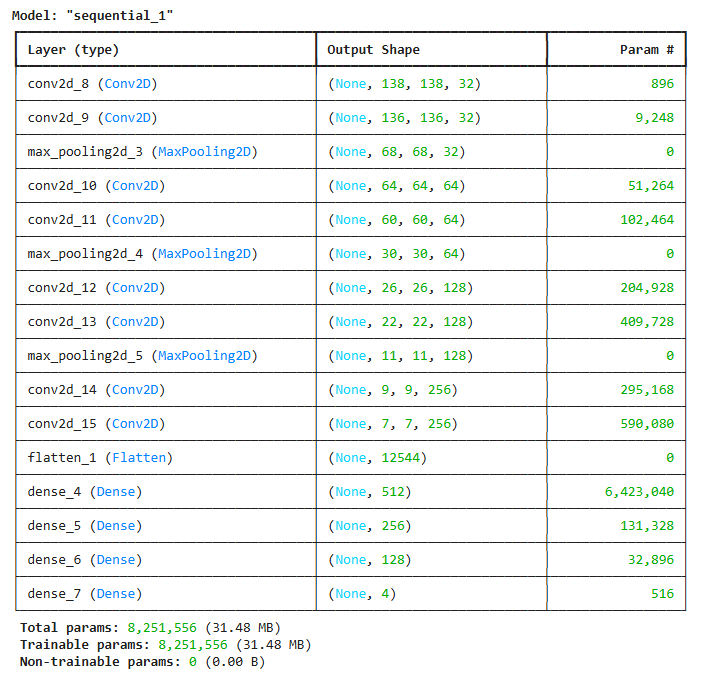 Model: "sequential_1"
Layer (type) Output Shape Param #
conv2d_8 (Conv2D) (None, 138, 138, 32) 896
conv2d_9 (Conv2D) (None, 136, 136, 32) 9,248
max_pooling2d_3 (MaxPooling2D) (None, 68, 68, 32) 0
conv2d_10 (Conv2D) (None, 64, 64, 64) 51,264
conv2d_11 (Conv2D) (None, 60, 60, 64) 102,464
max_pooling2d_4 (MaxPooling2D) (None, 30, 30, 64) 0
conv2d_12 (Conv2D) (None, 26, 26, 128) 204,928
conv2d_13 (Conv2D) (None, 22, 22, 128) 409,728
max_pooling2d_5 (MaxPooling2D) (None, 11, 11, 128) 0
conv2d_14 (Conv2D) (None, 9, 9, 256) 295,168
conv2d_15 (Conv2D) (None, 7, 7, 256) 590,080
flatten_1 (Flatten) (None, 12544) 0
dense_4 (Dense) (None, 512) 6,423,040
dense_5 (Dense) (None, 256) 131,328
dense_6 (Dense) (None, 128) 32,896
dense_7 (Dense) (None, 4) 516
Total params: 8,251,556 (31.48 MB)
Trainable params: 8,251,556 (31.48 MB)
Non-trainable params: 0 (0.00 B)